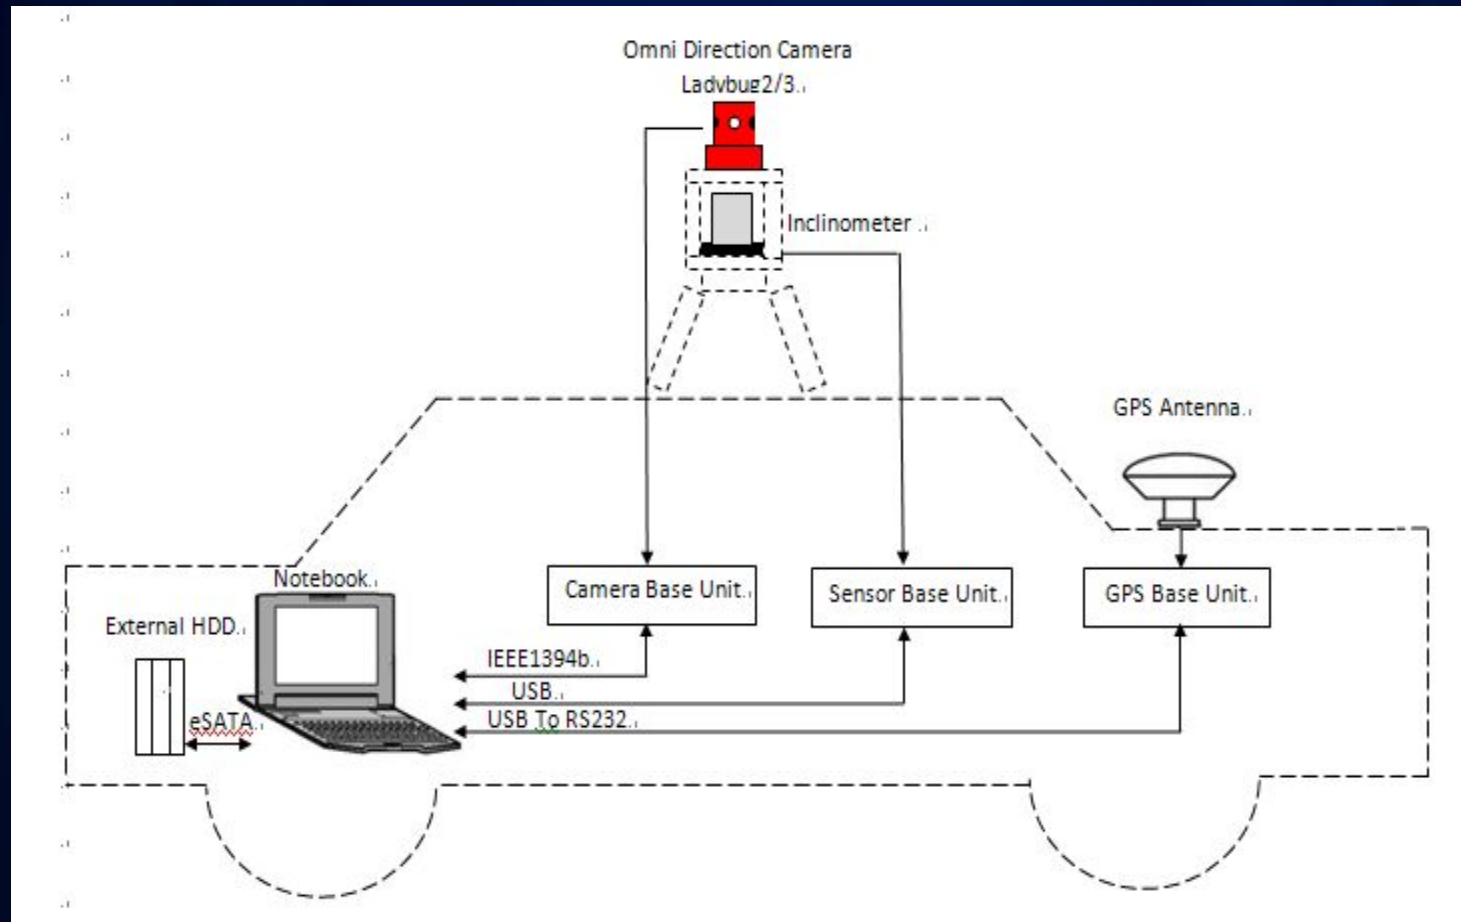 Omni Direction Camera
Ladybug2/3
Inclinometer
GPS Antenna
Notebook
Camera Base Unit
Sensor Base Unit
GPS Base Unit
External HDD
IEEE1394b
USB
eSATA
USB To RS232